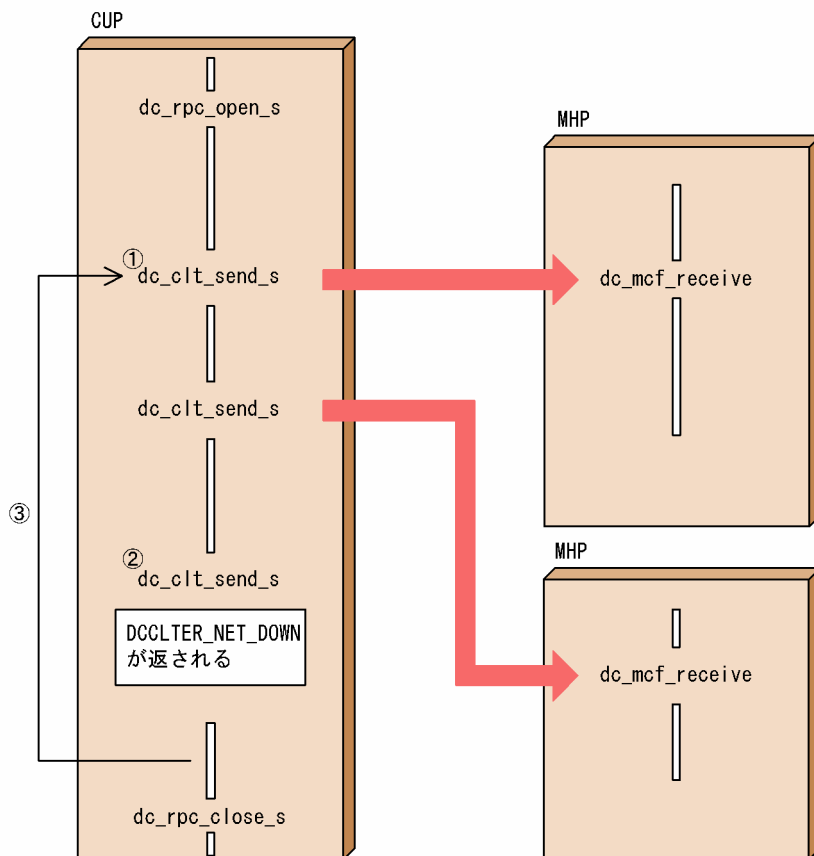 CUP
dc_rpc_open_s
①
dc_clt_send_s
dc_clt_send_s
③
②
dc_clt_send_s
DCCLTER_NET_DOWN
が返される
dc_rpc_close_s
MHP
dc_mcf_receive
MHP
dc_mcf_receive